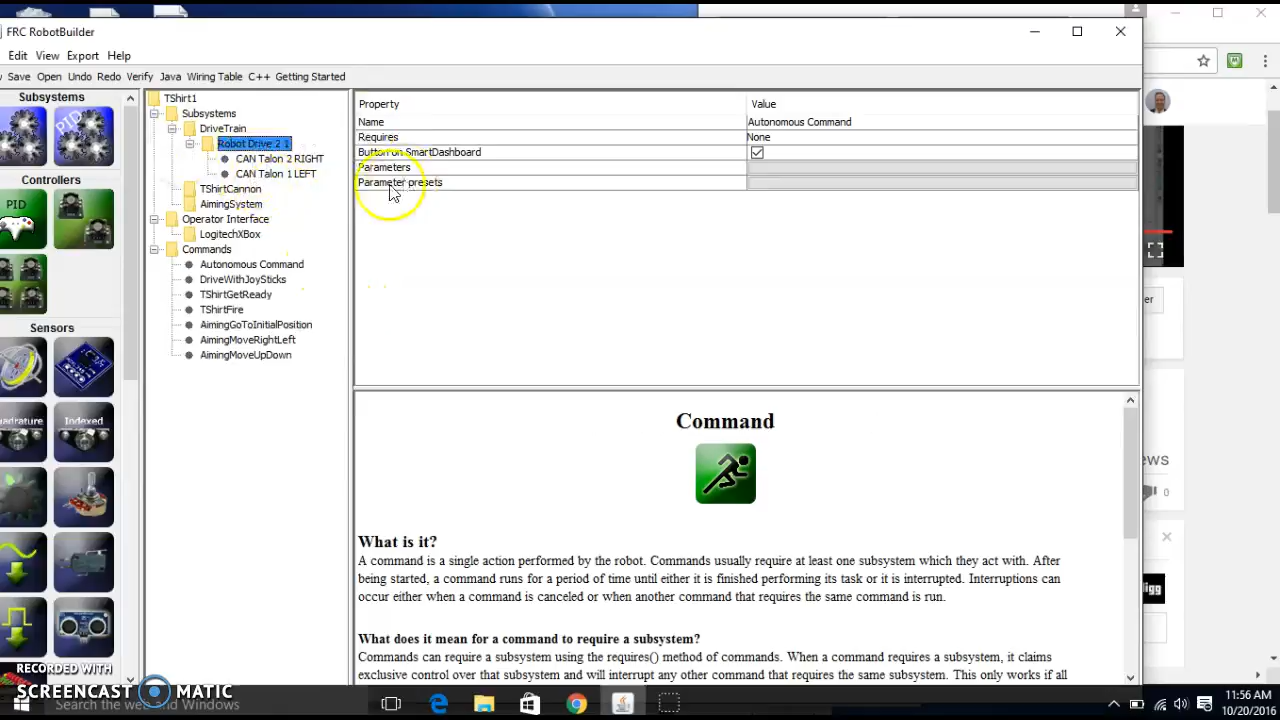 FRC RobotBuilder
Edit View Export Help
Save Open Undo Redo Verify Java Wiring Table C++ Getting Started
Subsystems
PID
Controllers
PID
Sensors
Quadrature
Indexed
TShirt1
Subsystems
DriveTrain
Robot Drive 2 1
CAN Talon 2 RIGHT
CAN Talon 1 LEFT
TShirtCannon
AimingSystem
Operator Interface
LogitechXBox
Commands
Autonomous Command
DriveWithJoySticks
TShirtGetReady
TShirtFire
AimingGoToInitialPosition
AimingMoveRightLeft
AimingMoveUpDown
Property Value
Name Autonomous Command
Requires None
Button on SmartDashboard
Parameters
Parameter presets
Command
What is it?
A command is a single action performed by the robot. Commands usually require at least one subsystem which they act with. After
being started, a command runs for a period of time until either it is finished performing its task or it is interrupted. Interruptions can
occur either when a command is canceled or when another command that requires the same command is run.
What does it mean for a command to require a subsystem?
Commands can require a subsystem using the requires() method of commands. When a command requires a subsystem, it claims
exclusive control over that subsystem and will interrupt any other command that requires the same subsystem. This only works if all
er
ews
0
igg
RECORDED WITH
SCREENCAST MATIC
the web and Windows
11:56 AM
10/20/2016